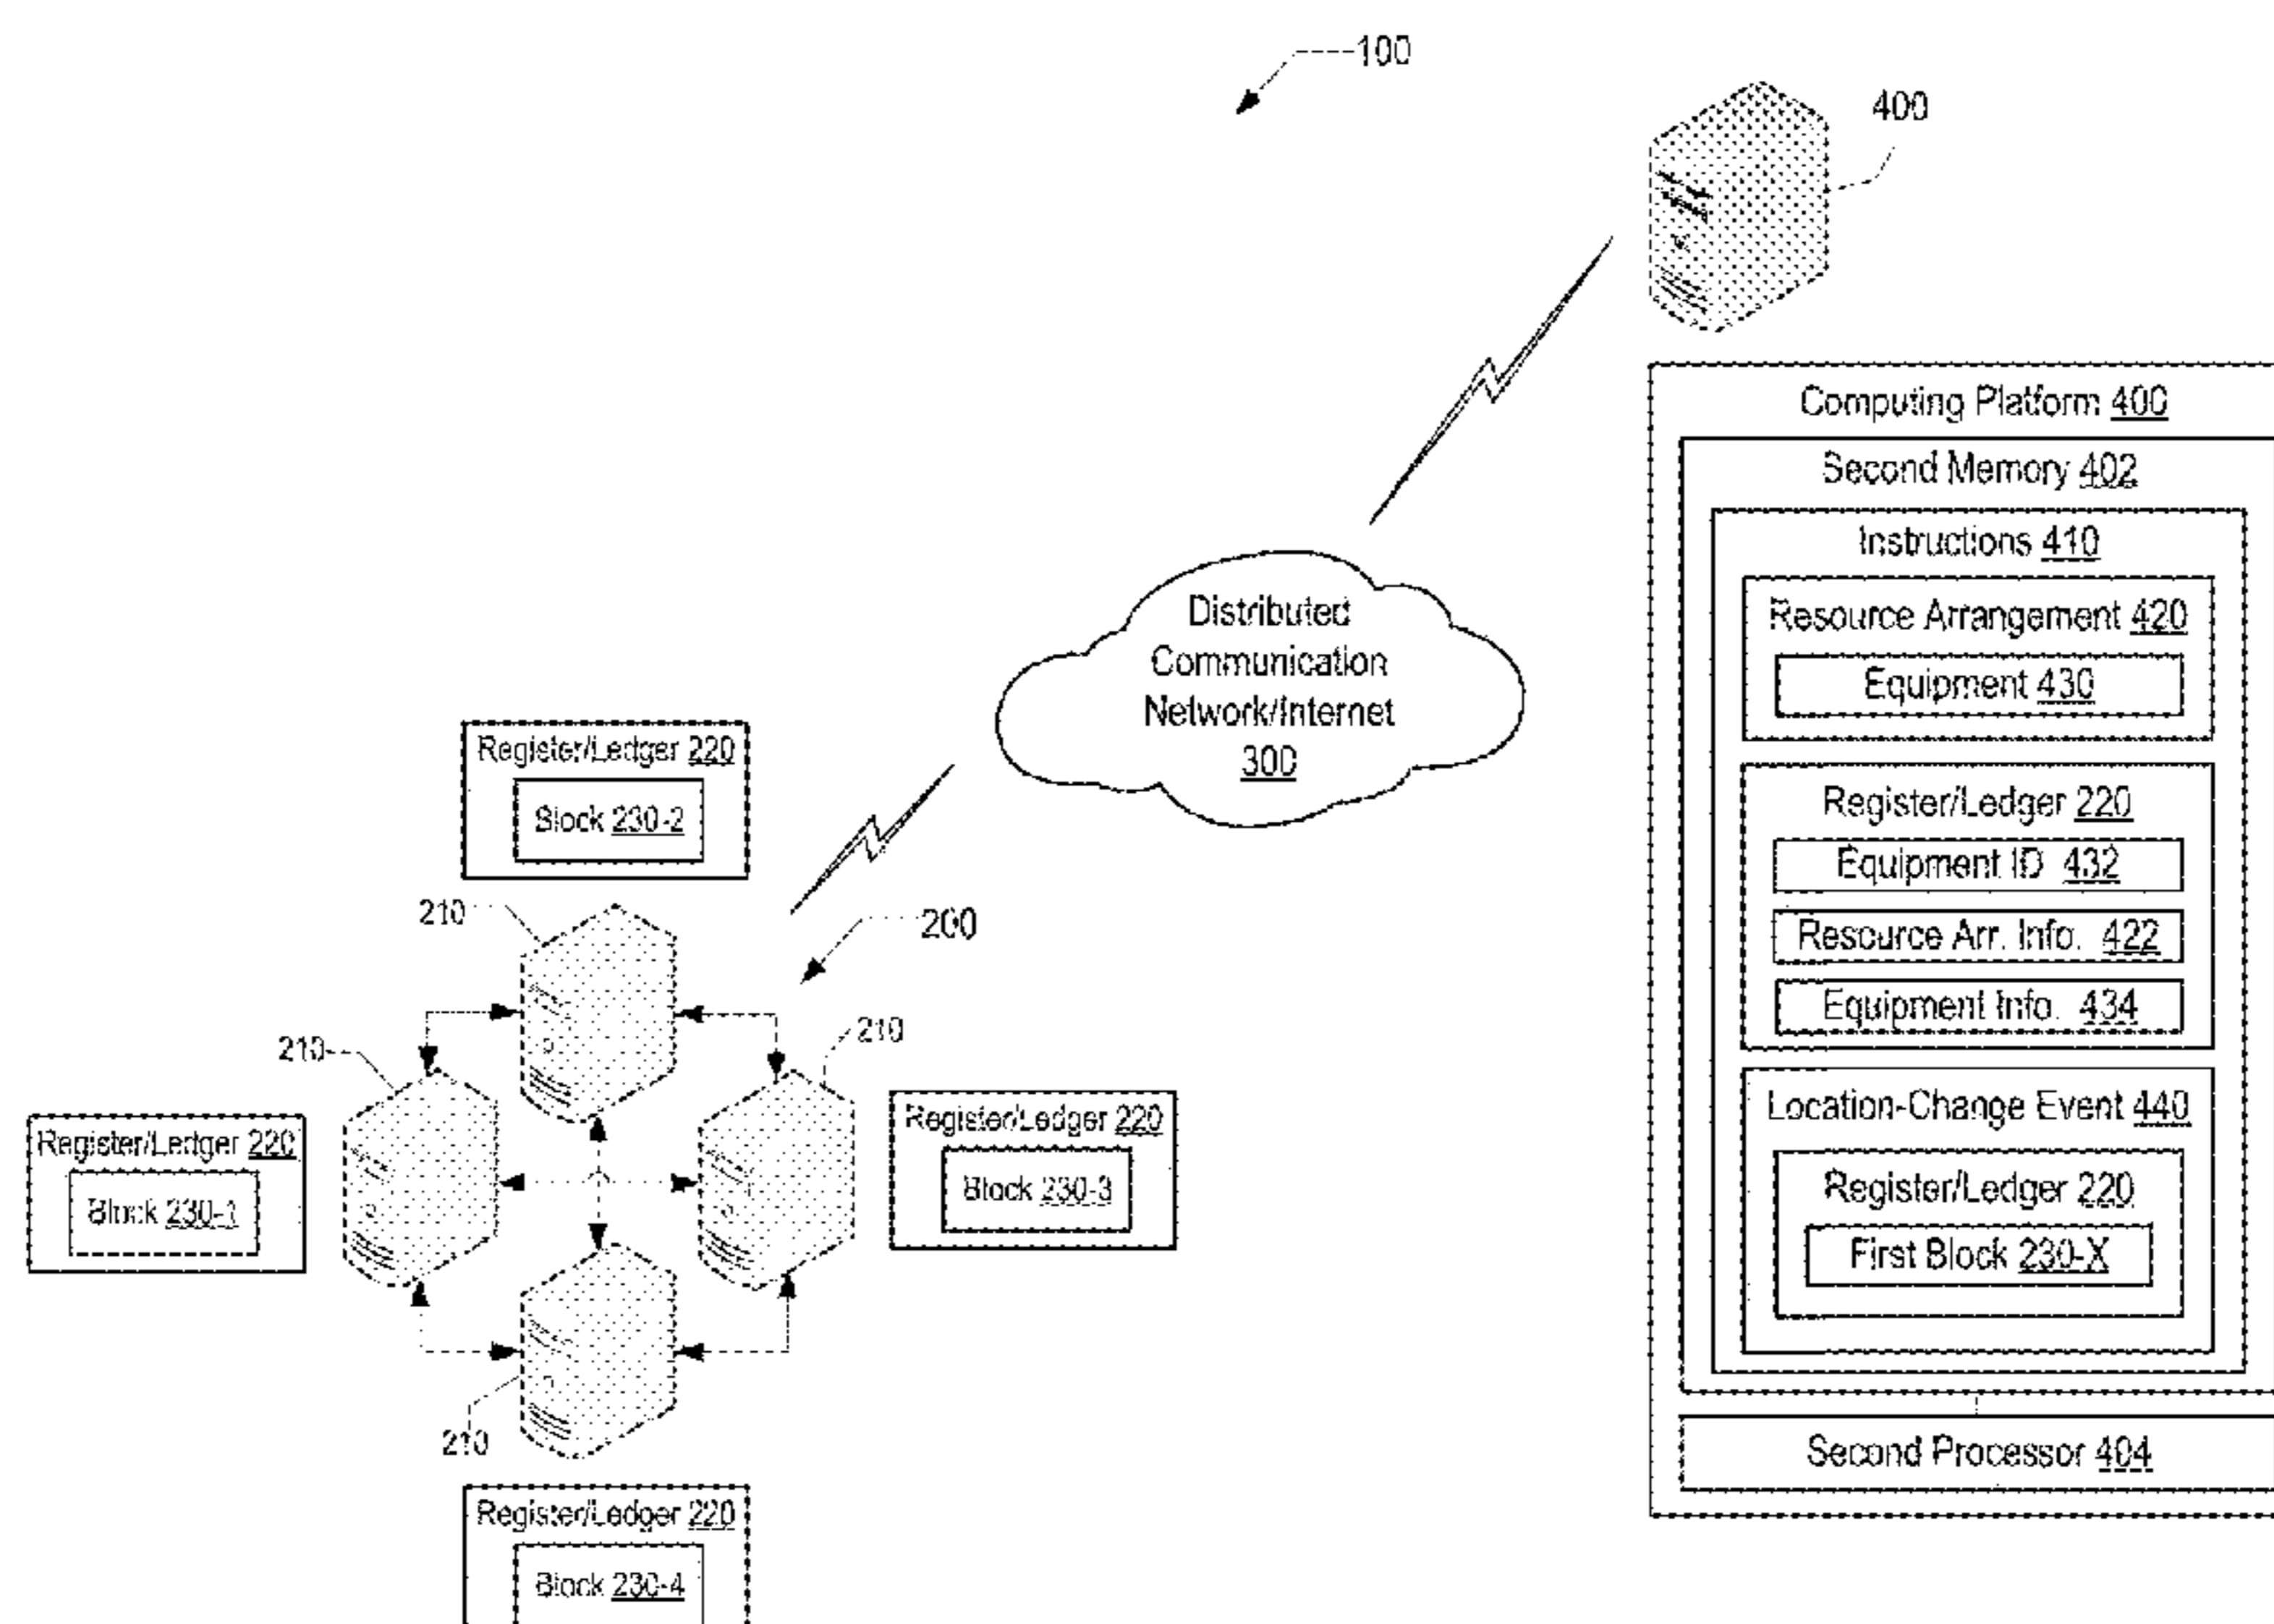 100
400
Computing Platform 400
Second Memory 402
Instructions 410
Resource Arrangement 420
Equipment 430
Register/Ledger 220
Equipment ID 432
Resource Arr. Info. 422
Equipment Info. 434
Location-Change Event 440
Register/Ledger 220
First Block 230-X
Second Processor 404
Distributed
Communication
Network/Internet
300
Register/Ledger 220
Block 230-2
210
200
210
210
Register/Ledger 220
Block 230-1
Register/Ledger 220
Block 230-3
210
Register/Ledger 220
Block 230-4